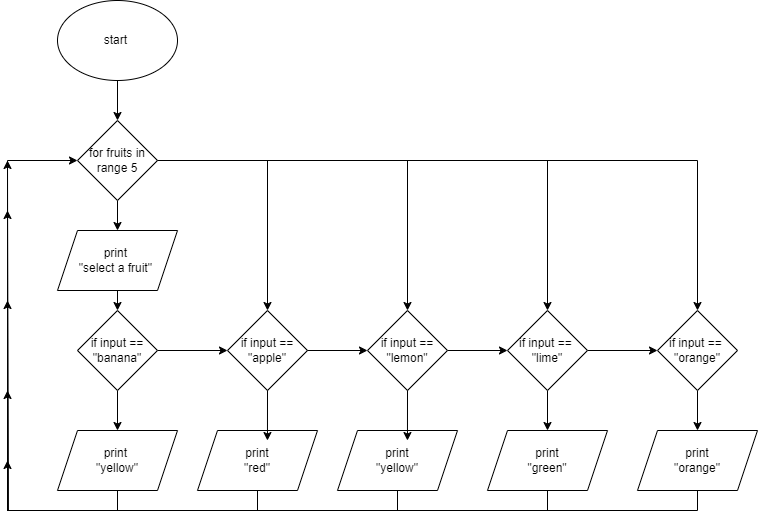 start
for fruits in
range 5
print
"select a fruit"
if input ==
"banana"
if input ==
"apple"
if input ==
"lemon"
if input ==
"lime"
if input ==
"orange"
print
"yellow"
print
"red"
print
"yellow"
print
"green"
print
"orange"